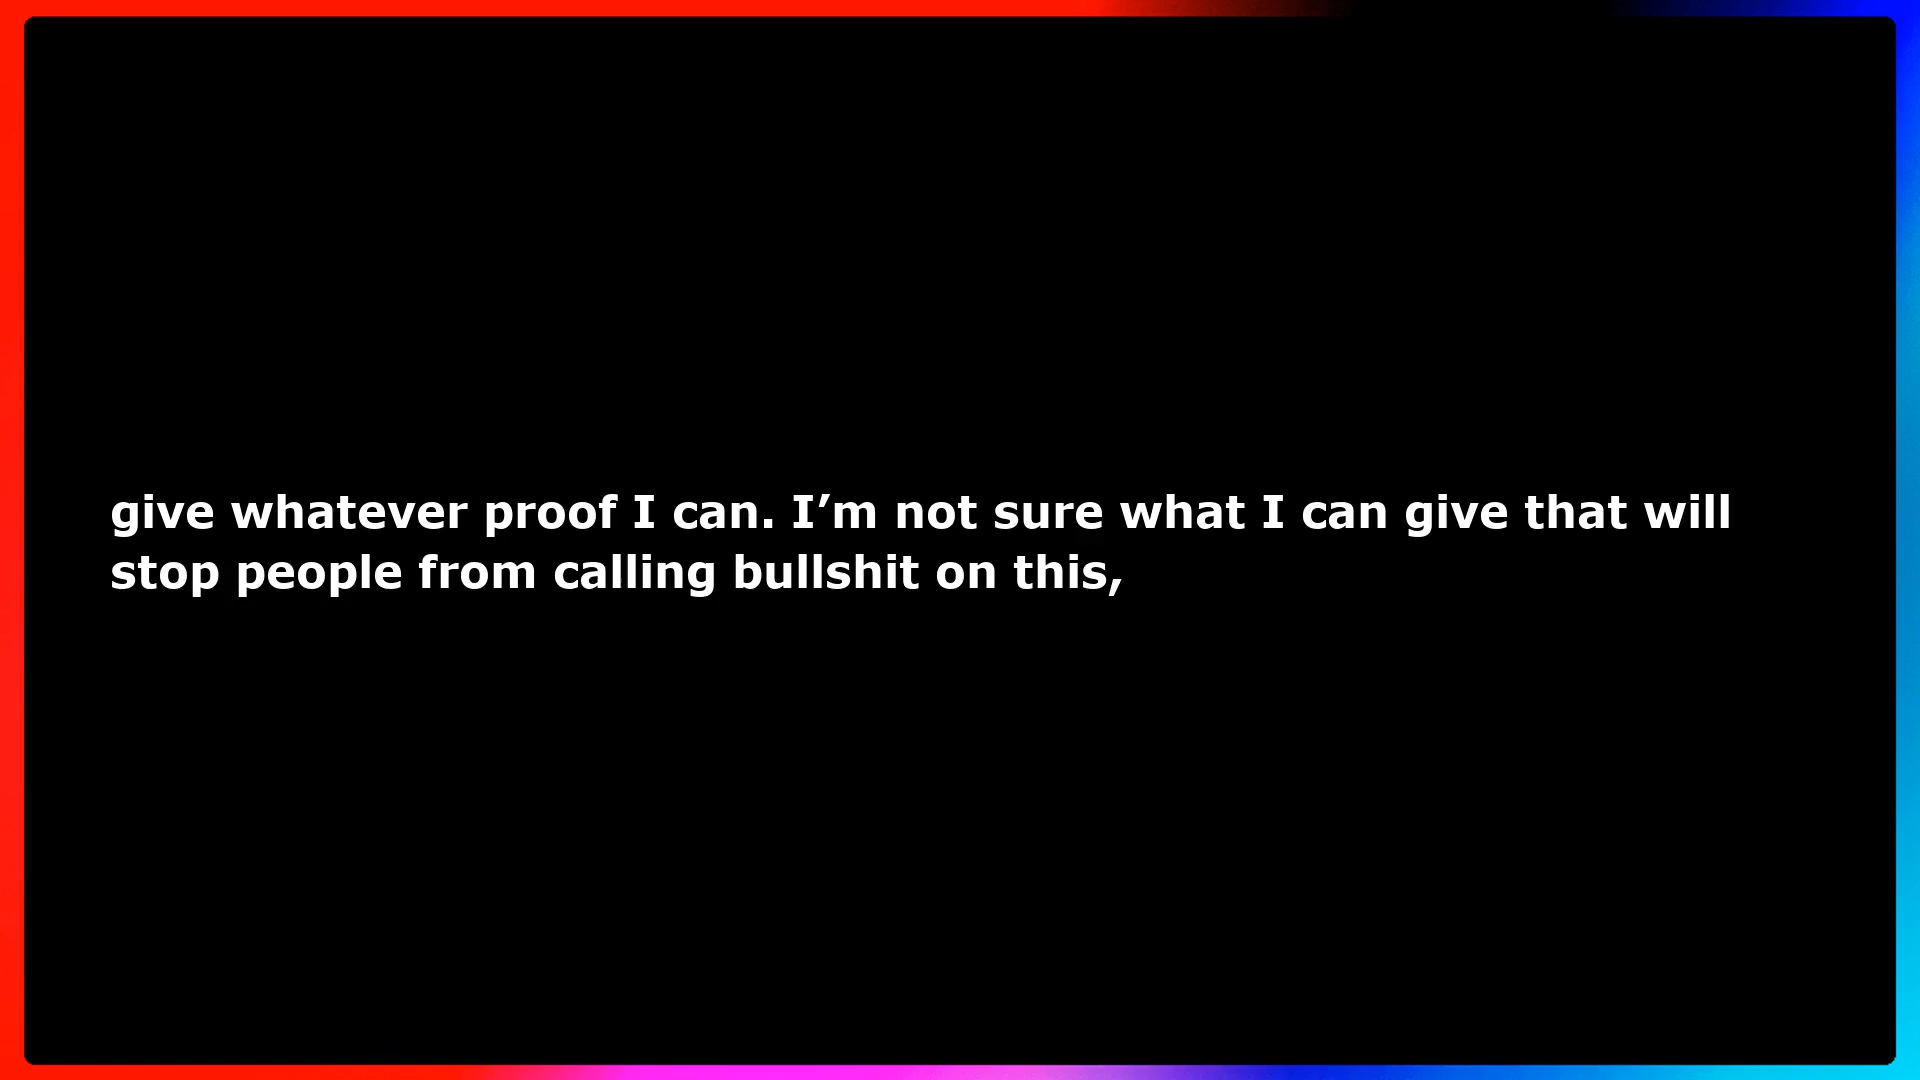 give whatever proof I can. I’m not sure what I can give that will
stop people from calling bullshit on this,